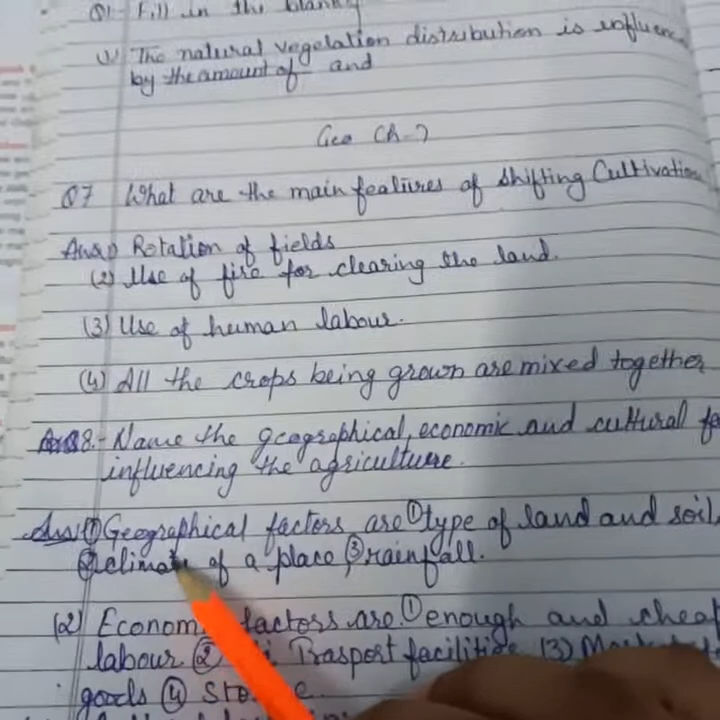 Q1- Fill in the blanks
(1) The natural vegelation distribution is
by the amount of and
Geo Ch-7
Q7 What are the main features of shifting Cultivation
Ans(1) Rotation of fields
(2) Use of fire for clearing the land.
(3) Use of human labour.
(4) All the crops being grown are mixed together
Q8.- Name the geographical, economic and cultural
influencing the agriculture.
Ans:(1) Geographical factors are ① type of land and soil,
② climate of a place, ③ rainfall.
(2) Economi factors are ① enough and
labour ② Trasport facilities (3)
goods ④